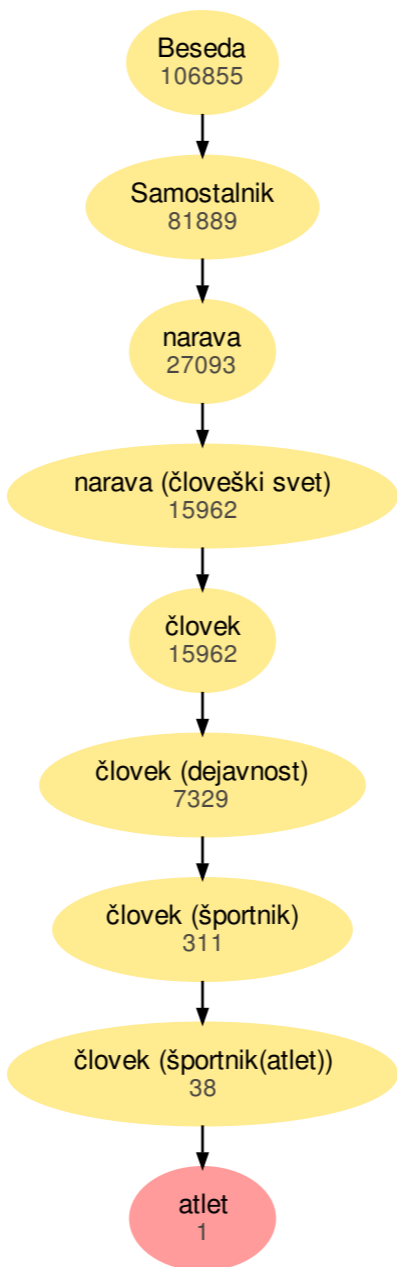 Beseda
106855
Samostalnik
81889
narava
27093
narava (človeški svet)
15962
človek
15962
človek (dejavnost)
7329
človek (športnik)
311
človek (športnik(atlet))
38
atlet
1